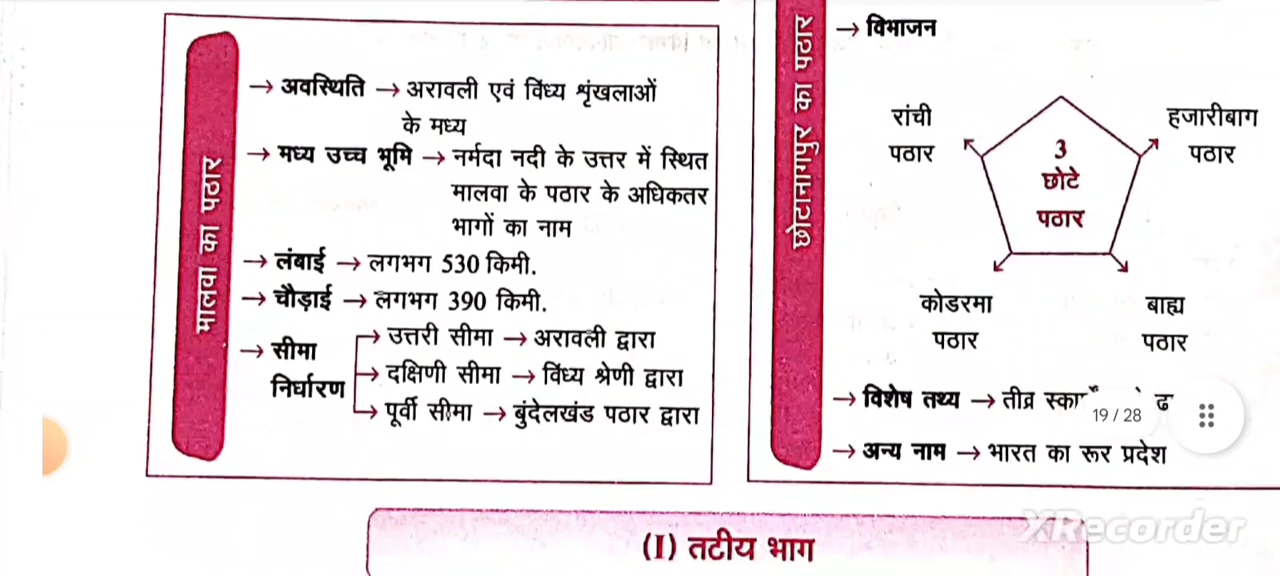 मालवा का पठार
→ अवस्थिति → अरावली एवं विंध्य शृंखलाओं
के मध्य
→ मध्य उच्च भूमि → नर्मदा नदी के उत्तर में स्थित
मालवा के पठार के अधिकतर
भागों का नाम
→ लंबाई → लगभग 530 किमी.
→ चौड़ाई → लगभग 390 किमी.
→ सीमा निर्धारण
→ उत्तरी सीमा → अरावली द्वारा
→ दक्षिणी सीमा → विंध्य श्रेणी द्वारा
→ पूर्वी सीमा → बुंदेलखंड पठार द्वारा
छोटानागपुर का पठार
→ विभाजन
रांची
पठार
हजारीबाग
पठार
3
छोटे
पठार
कोडरमा
पठार
बाह्य
पठार
→ विशेष तथ्य → तीव्र
19 / 28
→ अन्य नाम → भारत का रूर प्रदेश
(I) तटीय भाग
XRecorder